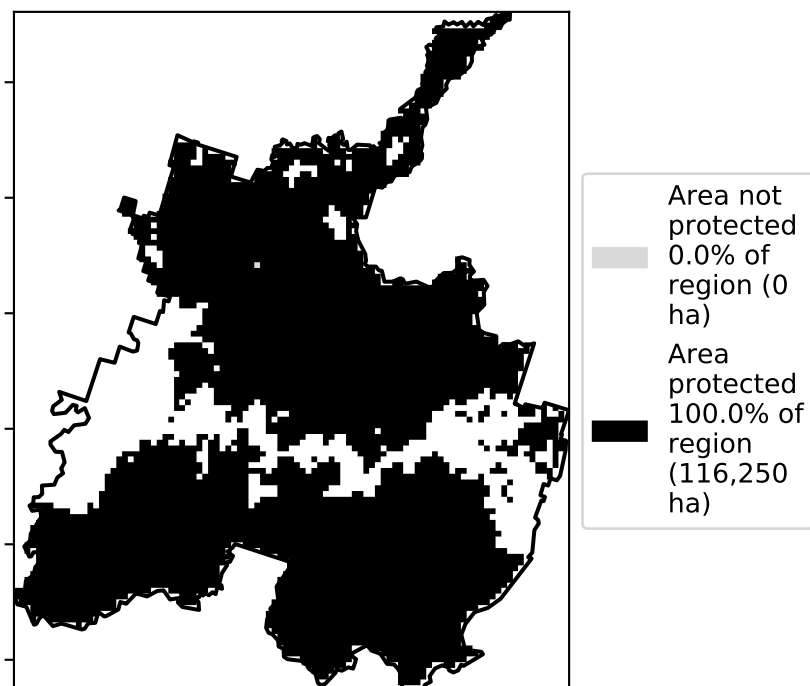 Area not
protected
0.0% of
region (0
ha)
Area
protected
100.0% of
region
(116,250
ha)